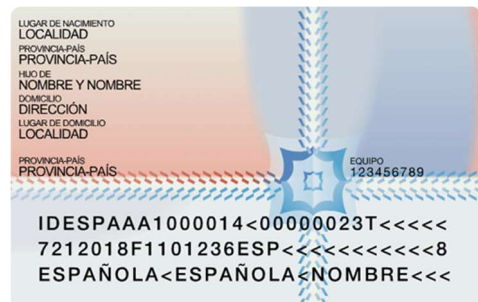 LUGAR DE NACIMIENTO
LOCALIDAD
PROVINCIA-PAÍS
PROVINCIA-PAÍS
HIJO DE
NOMBRE Y NOMBRE
DOMICILIO
DIRECCIÓN
LUGAR DE DOMICILIO
LOCALIDAD
PROVINCIA-PAÍS
PROVINCIA-PAÍS
EQUIPO
123456789
IDESPAAA1000014<00000023T<<<<<
7212018F1101236ESP<<<<<<<<<<<8
ESPAÑOLA<ESPAÑOLA<NOMBRE<<<